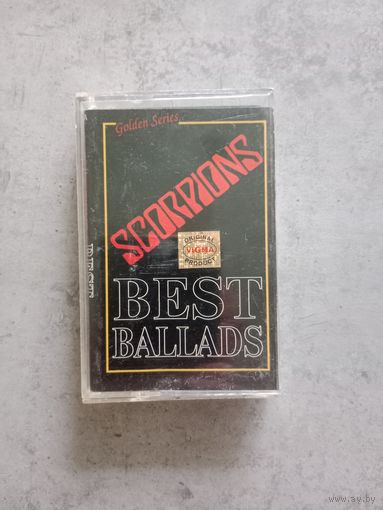 Golden Series
SCORPIONS
ORIGINAL
VIGMA
PRODUCT
BEST
BALLADS
www.ay.by